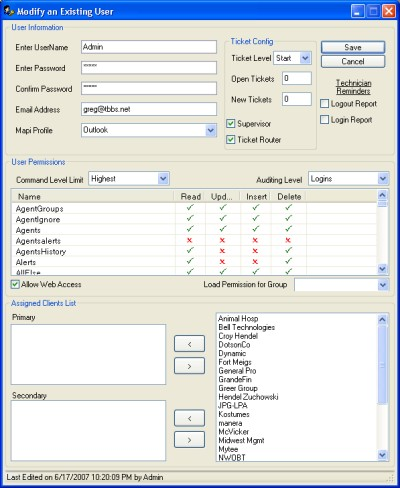 Modify an Existing User
User Information
Enter UserName Admin
Enter Password *****
Confirm Password *****
Email Address greg@tbbs.net
Mapi Profile Outlook
Ticket Config
Ticket Level Start
Open Tickets 0
New Tickets 0
Supervisor
Ticket Router
Save
Cancel
Technician
Reminders
Logout Report
Login Report
User Permissions
Command Level Limit Highest Auditing Level Logins
Name Read Upd... Insert Delete
AgentGroups
AgentIgnore
Agents
Agentsalerts
AgentsHistory
Alerts
AllElse
Allow Web Access Load Permission for Group
Assigned Clients List
Primary
<
>
Secondary
<
>
Animal Hosp
Bell Technologies
Croy Hendel
DotsonCo
Dynamic
Fort Meigs
General Pro
GrandeFin
Greer Group
Hendel Zuchowski
JPG-LPA
Kostumes
manera
McVicker
Midwest Mgmt
Mytee
NWOBT
Last Edited on 6/17/2007 10:20:09 PM by Admin